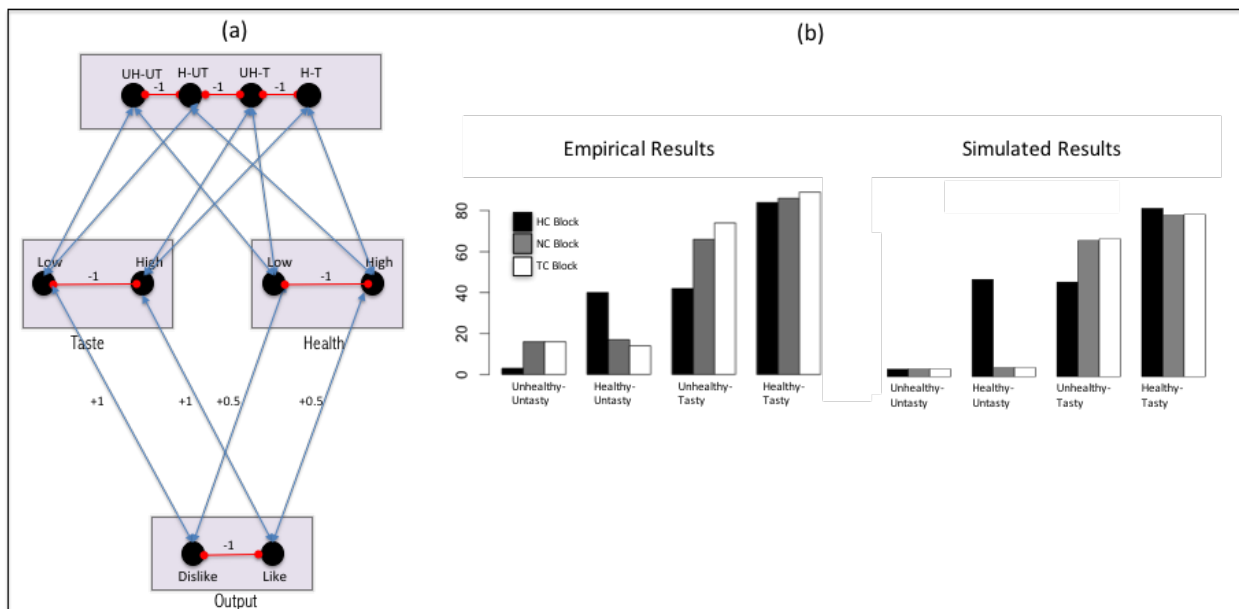 (a)
UH-UT H-UT UH-T H-T
-1 -1 -1
Low High Low High
-1 -1
Taste Health
+1 +1 +0.5 +0.5
-1
Dislike Like
Output
(b)
Empirical Results Simulated Results
80
60
40
20
0
HC Block
NC Block
TC Block
Unhealthy- Healthy- Unhealthy- Healthy-
Untasty Untasty Tasty Tasty
Unhealthy- Healthy- Unhealthy- Healthy-
Untasty Untasty Tasty Tasty